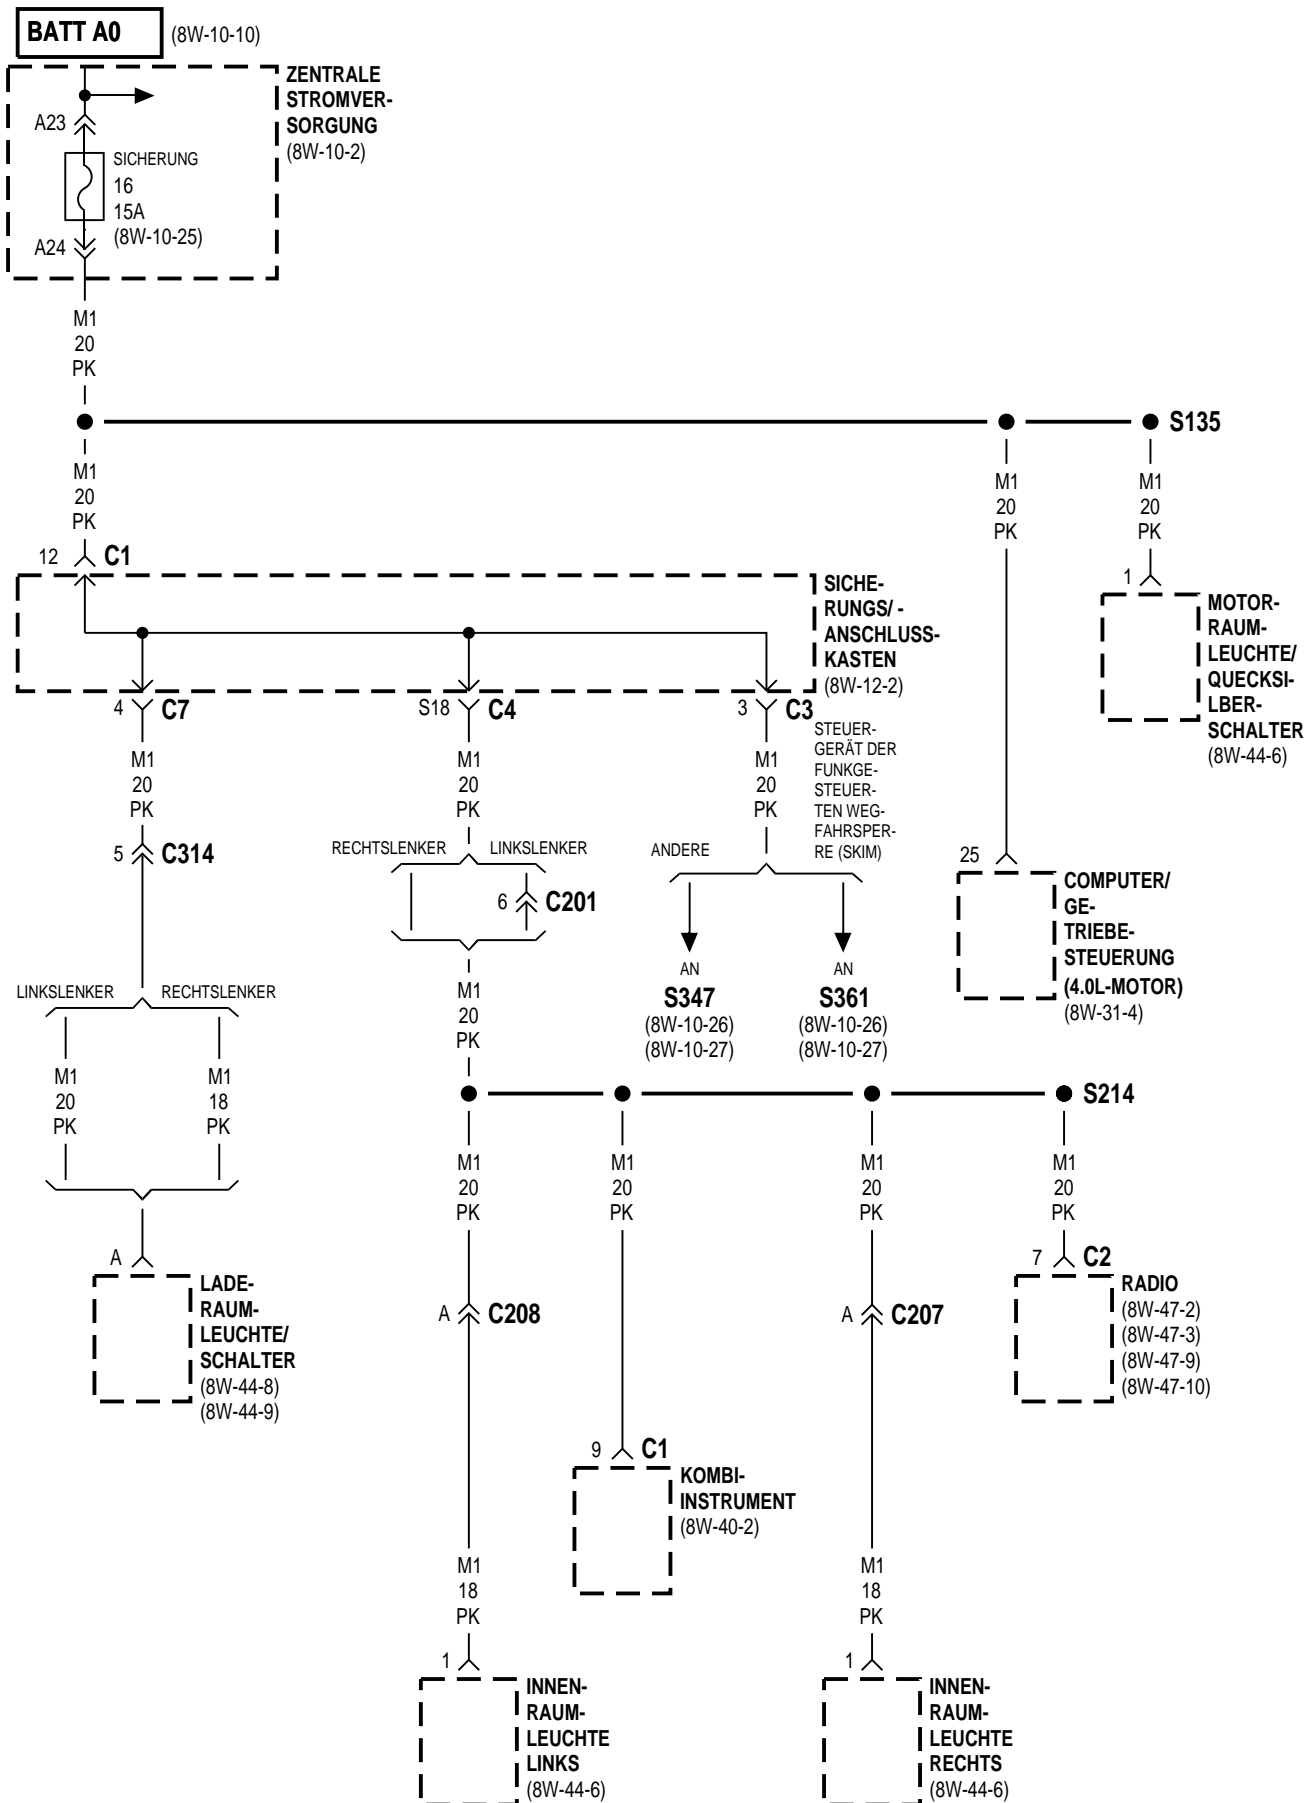 BATT A0 (8W-10-10)
ZENTRALE
STROMVER-
SORGUNG
(8W-10-2)
A23
SICHERUNG
16
15A
(8W-10-25)
A24
M1
20
PK
S135
M1
20
PK
M1
20
PK
M1
20
PK
12 C1
SICHE-
RUNGS/ -
ANSCHLUSS-
KASTEN
(8W-12-2)
1
MOTOR-
RAUM-
LEUCHTE/
QUECKSI-
LBER-
SCHALTER
(8W-44-6)
4 C7
S18 C4
3 C3
M1
20
PK
M1
20
PK
M1
20
PK
STEUER-
GERÄT DER
FUNKGE-
STEUER-
TEN WEG-
FAHRSPER-
RE (SKIM)
5 C314
RECHTSLENKER LINKSLENKER
6 C201
ANDERE
AN
S347
(8W-10-26)
(8W-10-27)
AN
S361
(8W-10-26)
(8W-10-27)
25
COMPUTER/
GE-
TRIEBE-
STEUERUNG
(4.0L-MOTOR)
(8W-31-4)
LINKSLENKER RECHTSLENKER
M1
20
PK
M1
18
PK
M1
20
PK
S214
M1
20
PK
M1
20
PK
M1
20
PK
M1
20
PK
A
LADE-
RAUM-
LEUCHTE/
SCHALTER
(8W-44-8)
(8W-44-9)
A C208
A C207
7 C2
RADIO
(8W-47-2)
(8W-47-3)
(8W-47-9)
(8W-47-10)
9 C1
KOMBI-
INSTRUMENT
(8W-40-2)
M1
18
PK
M1
18
PK
1
INNEN-
RAUM-
LEUCHTE
LINKS
(8W-44-6)
1
INNEN-
RAUM-
LEUCHTE
RECHTS
(8W-44-6)